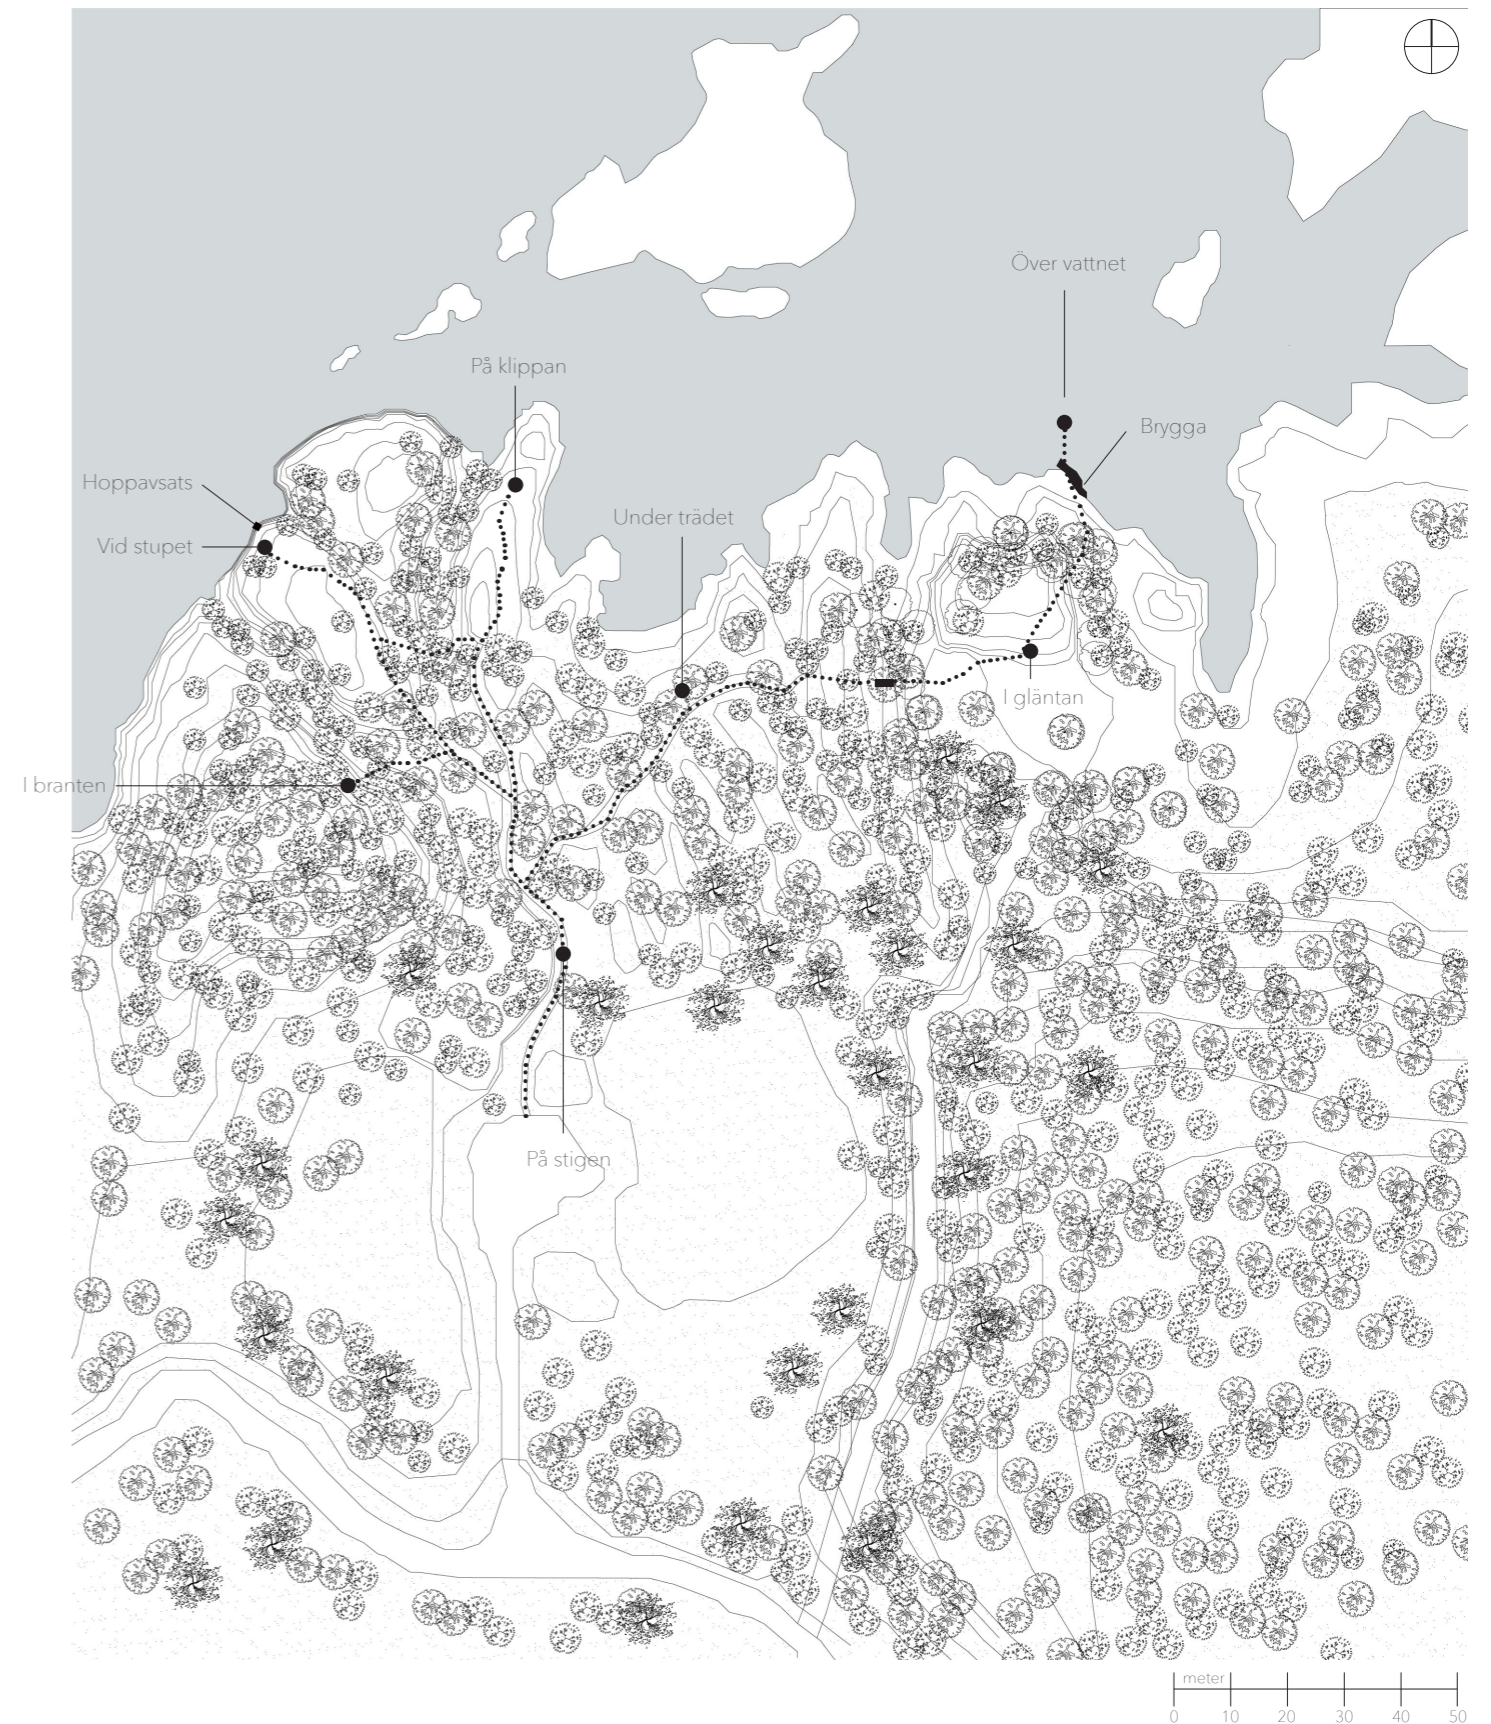 Över vattnet
På klippan
Brygga
Hoppavsats
Under trädet
Vid stupet
I gläntan
I branten
På stigen
meter
0 10 20 30 40 50